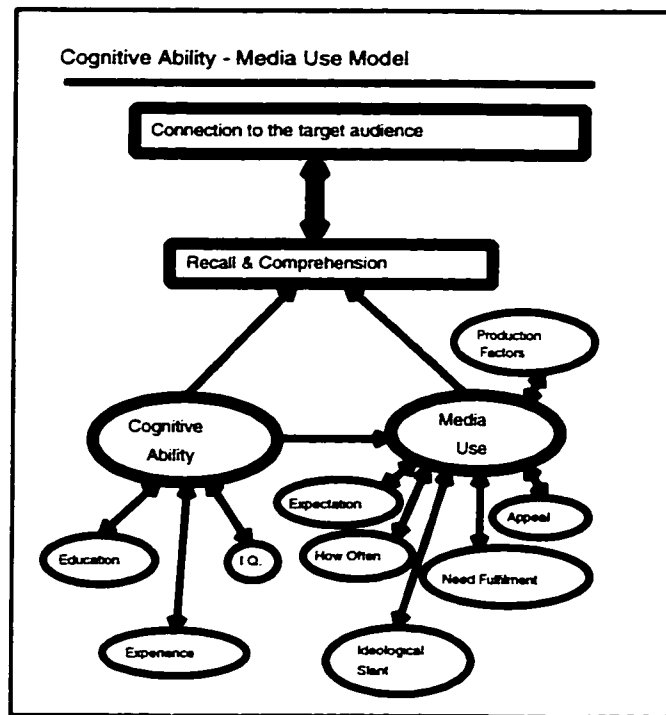 Cognitive Ability - Media Use Model
Connection to the target audience
Recall & Comprehension
Production
Factors
Cognitive
Ability
Media
Use
Expectation
Appeal
Education
How Often
I Q.
Need Fulfilment
Experience
Ideological
Slant